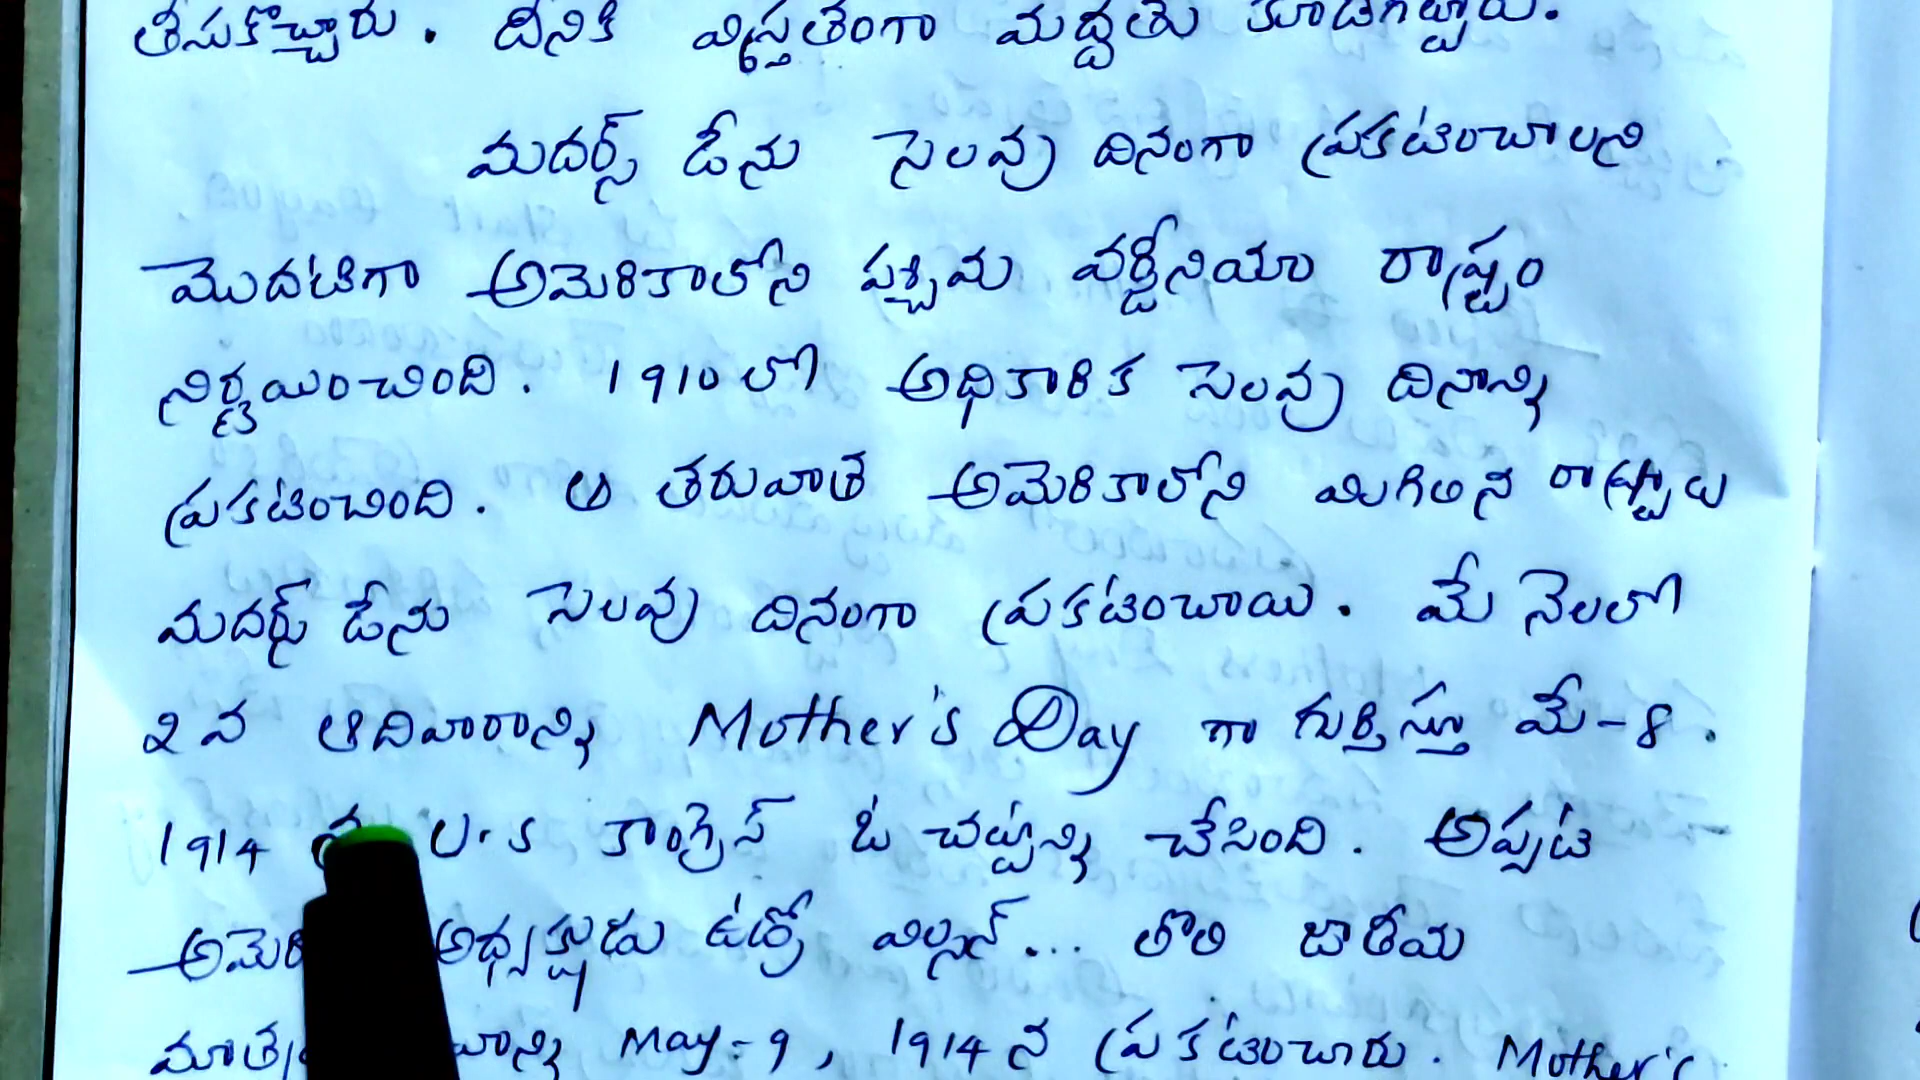 తీసుకొచ్చారు. దీనికి విస్తృతంగా మద్దతు కూడగట్టారు.
మదర్స్ డేను సెలవు దినంగా ప్రకటించాలని
మొదటిగా అమెరికాలోని పశ్చిమ వర్జీనియా రాష్ట్రం
నిర్ణయించింది. 1910 లో అధికారిక సెలవు దినాన్ని
ప్రకటించింది. ఆ తరువాత అమెరికాలోని మిగిలిన రాష్ట్రాలు
మదర్స్ డేను సెలవు దినంగా ప్రకటించాయి. మే నెలలో
2 వ ఆదివారాన్ని Mother's Day గా గుర్తిస్తూ మే-8.
1914 న U.S కాంగ్రెస్ ఓ చట్టాన్ని చేసింది. అప్పటి
అధ్యక్షుడు ఉడ్రో విల్సన్... తొలి జాతీయ
May-9, 1914 న ప్రకటించారు. Mother's